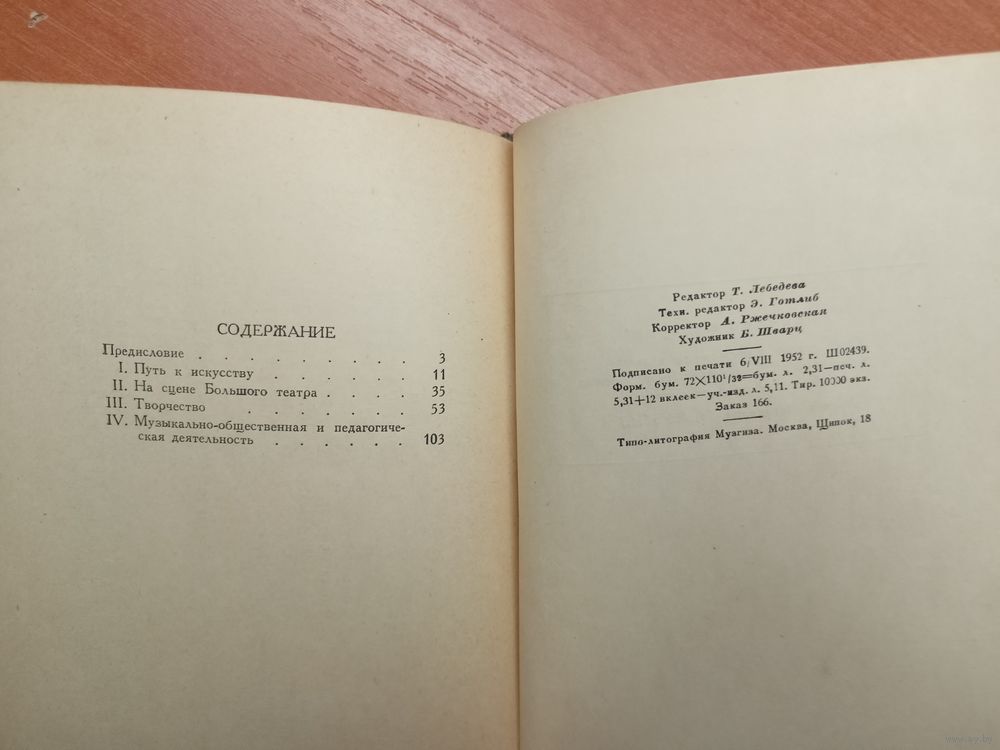 СОДЕРЖАНИЕ
Предисловие . . . . . . . . . 3
I. Путь к искусству . . . . . . 11
II. На сцене Большого театра . . . . 35
III. Творчество . . . . . . . 53
IV. Музыкально-общественная и педагогиче-
ская деятельность . . . . . . 103
Редактор Т. Лебедева
Техн. редактор Э. Готлиб
Корректор А. Ржечковская
Художник Б. Шварц
Подписано к печати 6/VIII 1952 г. Ш02439.
Форм. бум. 72×110¹/32=бум. л. 2,31—печ. л.
5,31+12 вклеек—уч.-изд. л. 5,11. Тир. 10000 экз.
Заказ 166.
Типо-литография Музгиза. Москва, Щипок, 18